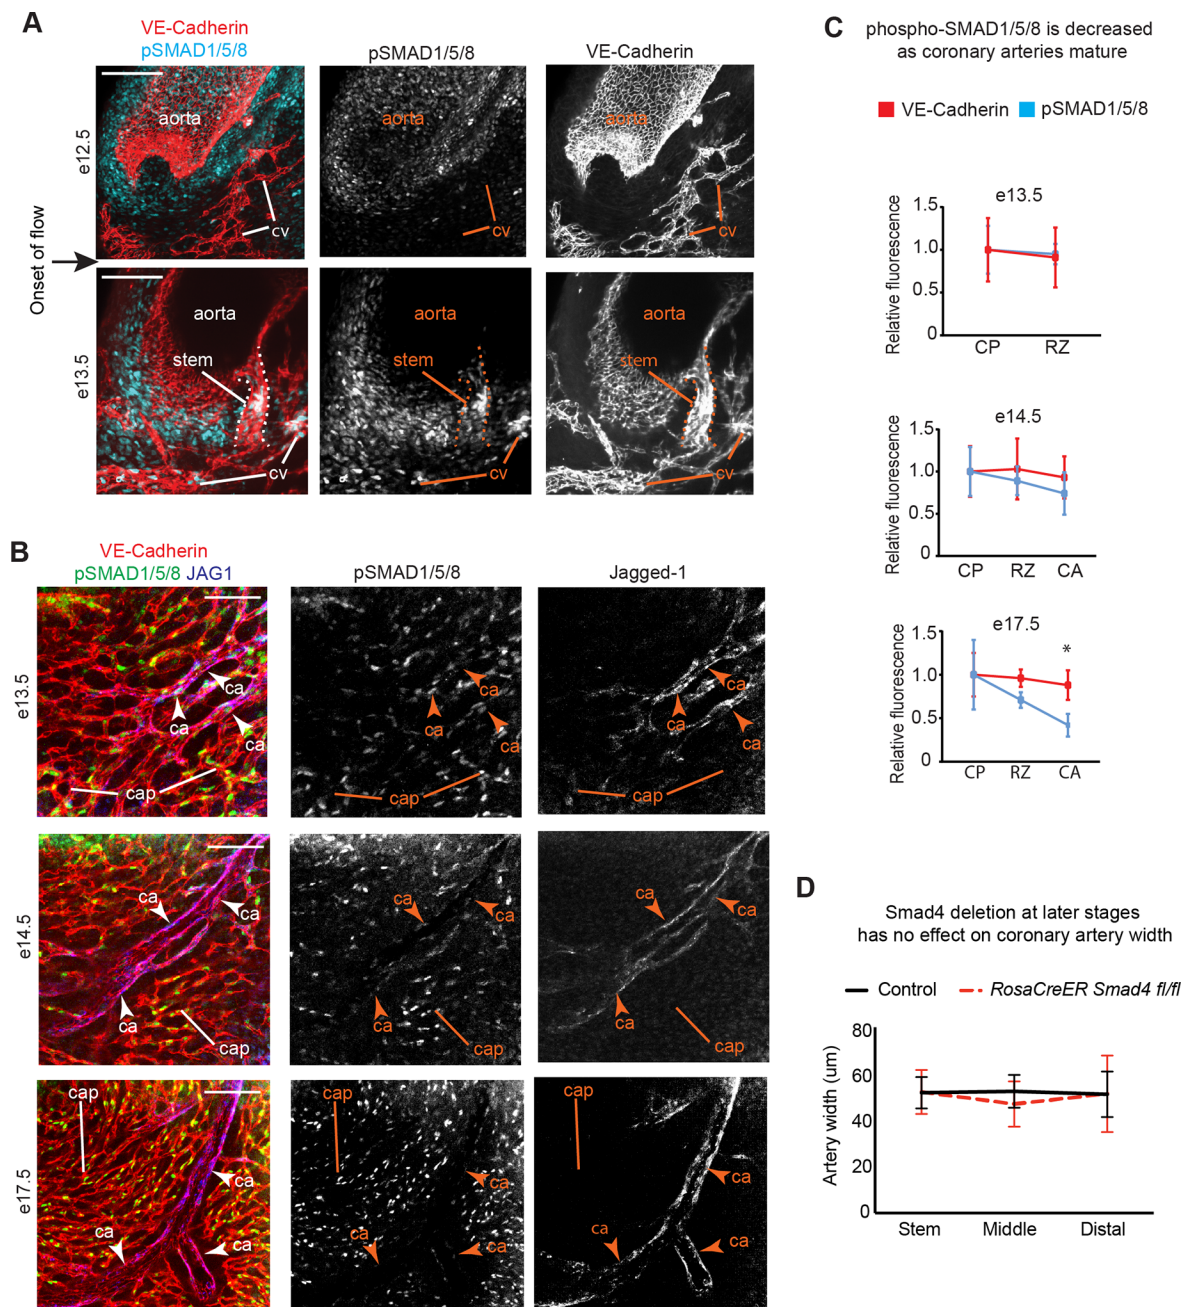 A
VE-Cadherin
pSMAD1/5/8
pSMAD1/5/8
VE-Cadherin
e12.5
aorta
cv
aorta
cv
aorta
cv
Onset of flow
e13.5
aorta
stem
cv
aorta
stem
cv
aorta
stem
cv
B
VE-Cadherin
pSMAD1/5/8 JAG1
pSMAD1/5/8
Jagged-1
e13.5
ca
ca
ca
cap
ca
ca
ca
cap
ca
ca
ca
cap
e14.5
ca
ca
ca
cap
ca
ca
ca
cap
ca
ca
ca
cap
e17.5
cap
ca
ca
ca
cap
ca
ca
ca
cap
ca
ca
ca
C
phospho-SMAD1/5/8 is decreased
as coronary arteries mature
VE-Cadherin pSMAD1/5/8
e13.5
Relative fluorescence
1.5
1.0
0.5
0
CP RZ
e14.5
Relative fluorescence
1.5
1.0
0.5
0
CP RZ CA
e17.5
*
Relative fluorescence
1.5
1.0
0.5
0
CP RZ CA
D
Smad4 deletion at later stages
has no effect on coronary artery width
Control RosaCreER Smad4 fl/fl
Artery width (um)
80
60
40
20
0
Stem Middle Distal